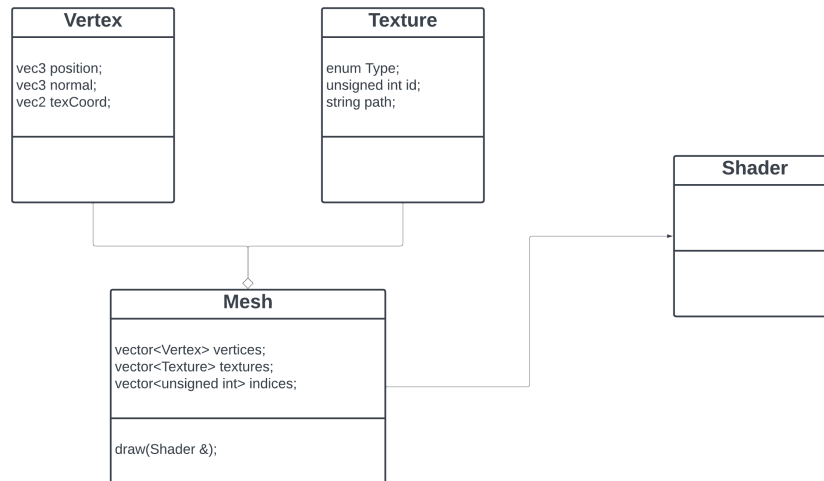 Vertex
vec3 position;
vec3 normal;
vec2 texCoord;
Texture
enum Type;
unsigned int id;
string path;
Shader
Mesh
vector<Vertex> vertices;
vector<Texture> textures;
vector<unsigned int> indices;
draw(Shader &);